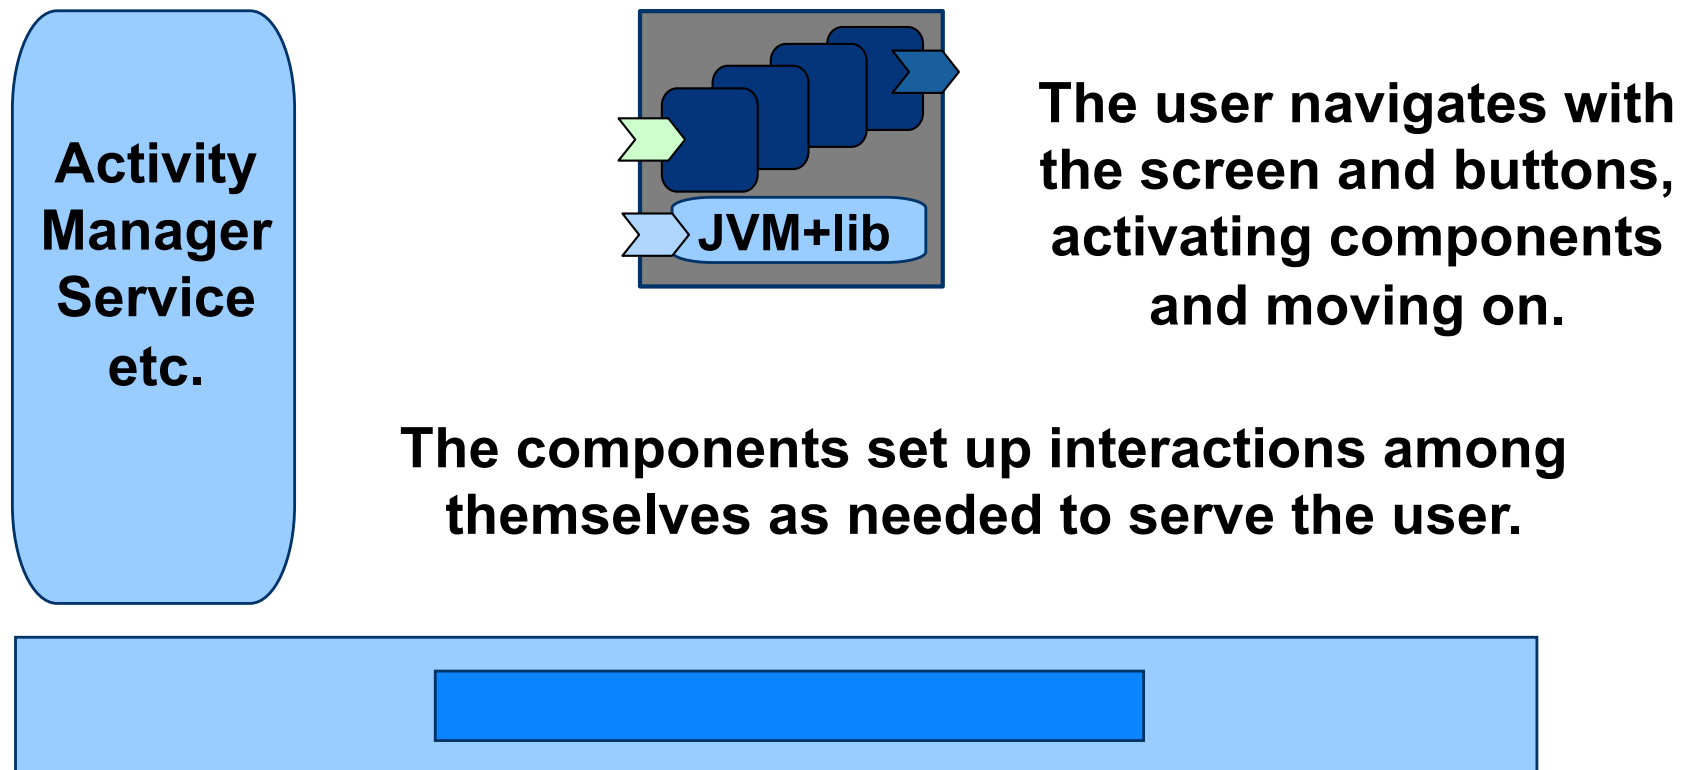 Activity
Manager
Service
etc.
JVM+lib
The user navigates with
the screen and buttons,
activating components
and moving on.
The components set up interactions among
themselves as needed to serve the user.